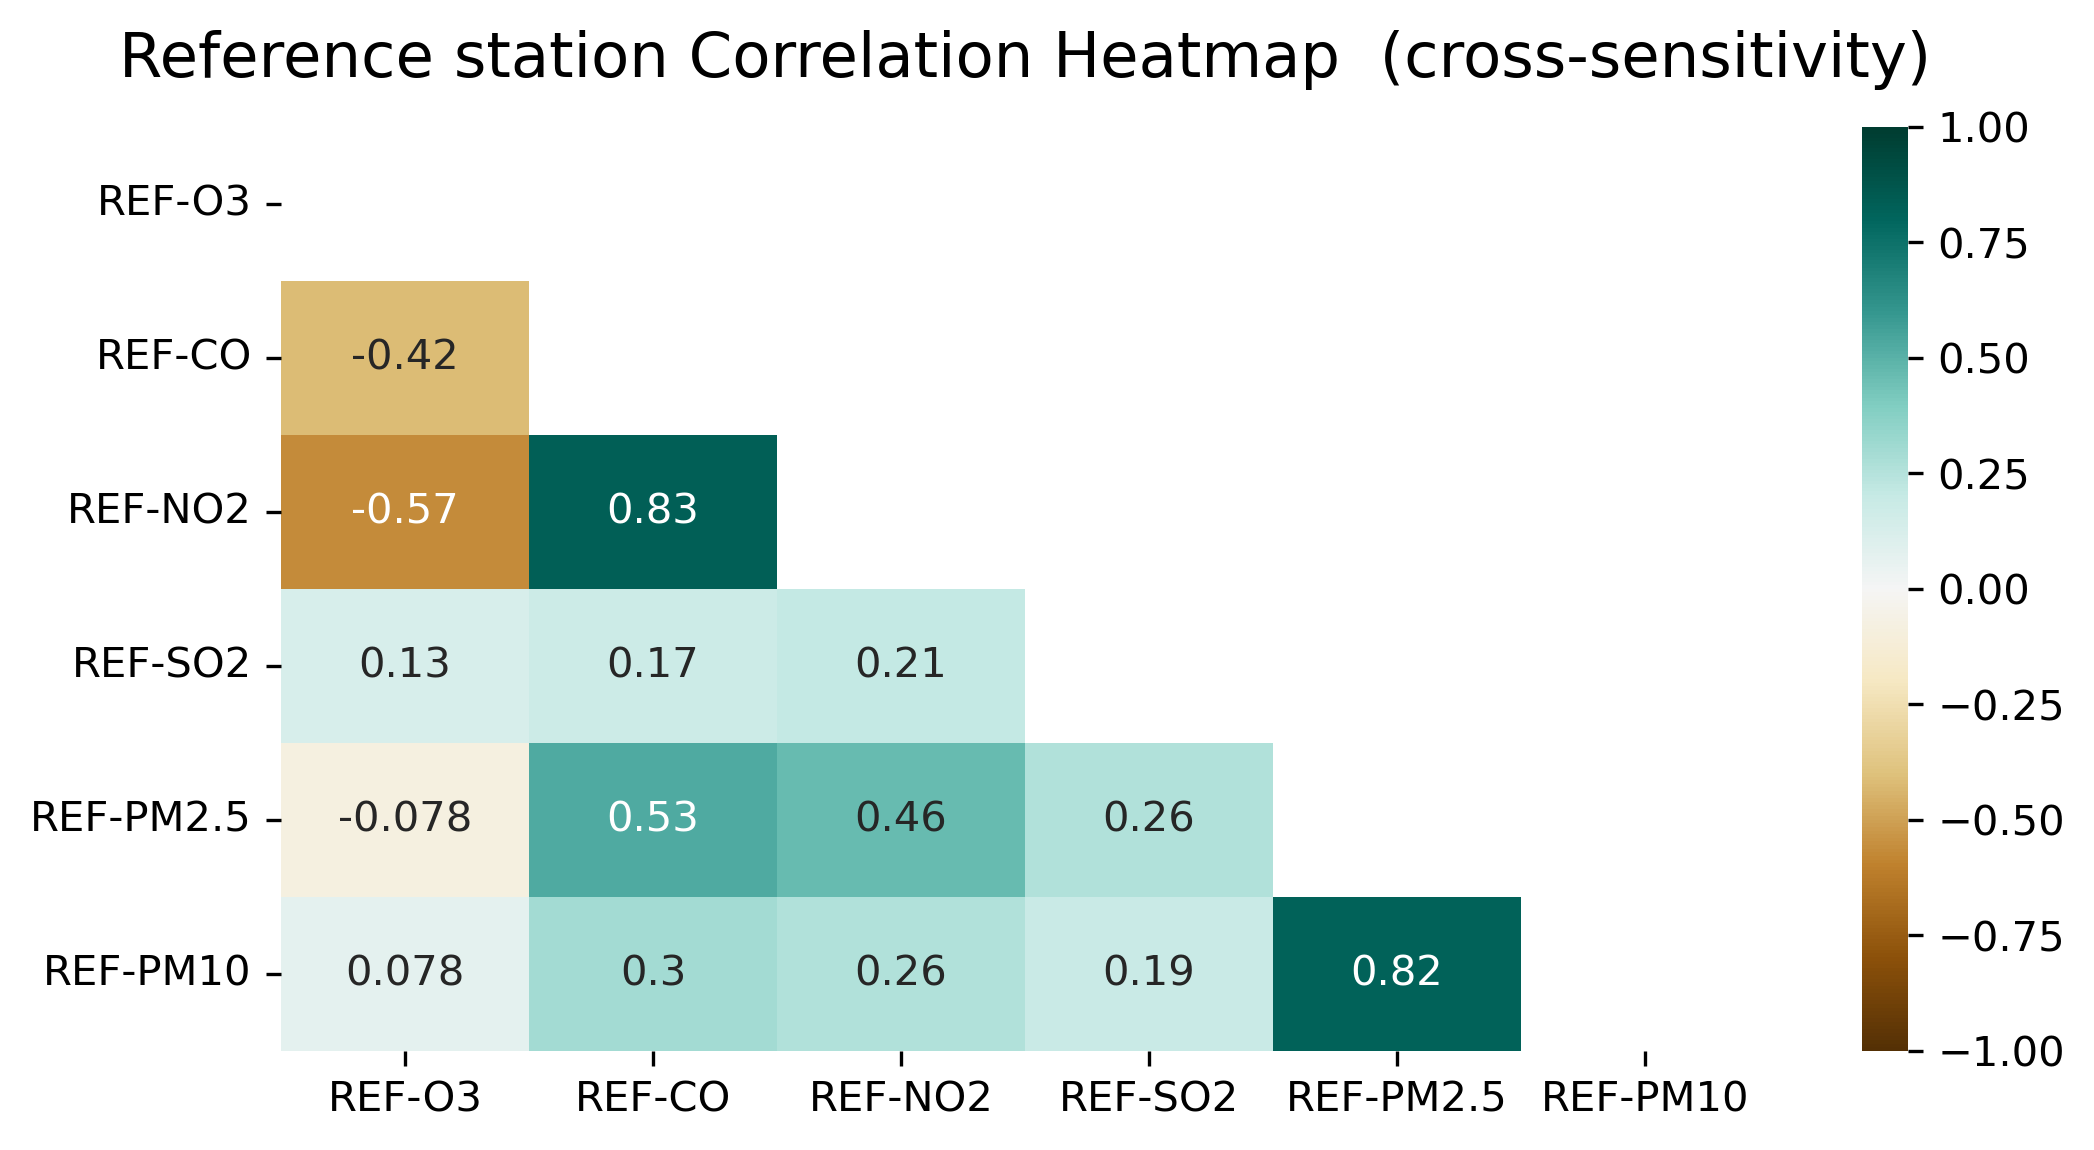 Reference station Correlation Heatmap  (cross-sensitivity)
1.00
REF-O3
0.75
REF-CO
-0.42
0.50
REF-NO2
-0.57
0.83
0.25
0.00
REF-SO2
0.13
0.17
0.21
−0.25
REF-PM2.5
-0.078
0.53
0.46
0.26
−0.50
−0.75
REF-PM10
0.078
0.3
0.26
0.19
0.82
−1.00
REF-O3
REF-CO
REF-NO2
REF-SO2
REF-PM2.5
REF-PM10